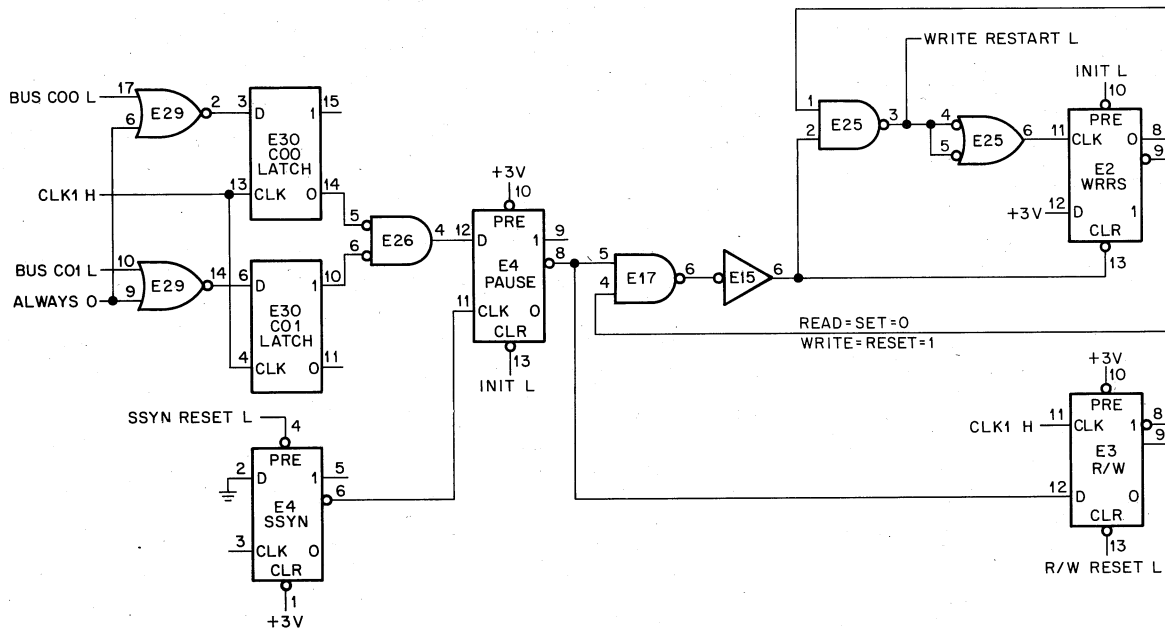 WRITE RESTART L
INIT L
10
BUS C00 L
17
6
E29
2
3
D
1
15
E30
C00
LATCH
CLK1 H
13
CLK
0
14
1
2
E25
3
4
5
E25
6
11
PRE
CLK
0
8
9
E2
WRRS
+3V
12
D
1
CLR
13
+3V
10
5
6
E26
4
12
PRE
D
1
9
8
E4
PAUSE
11
CLK
0
CLR
13
INIT L
BUS C01 L
10
9
E29
14
6
D
1
10
ALWAYS 0
E30
C01
LATCH
4
CLK
0
11
5
4
E17
6
E15
6
READ=SET=0
WRITE=RESET=1
SSYN RESET L
4
PRE
2
D
1
5
6
E4
SSYN
3
CLK
0
CLR
1
+3V
+3V
10
PRE
CLK1 H
11
CLK
1
8
9
E3
R/W
12
D
0
CLR
13
R/W RESET L